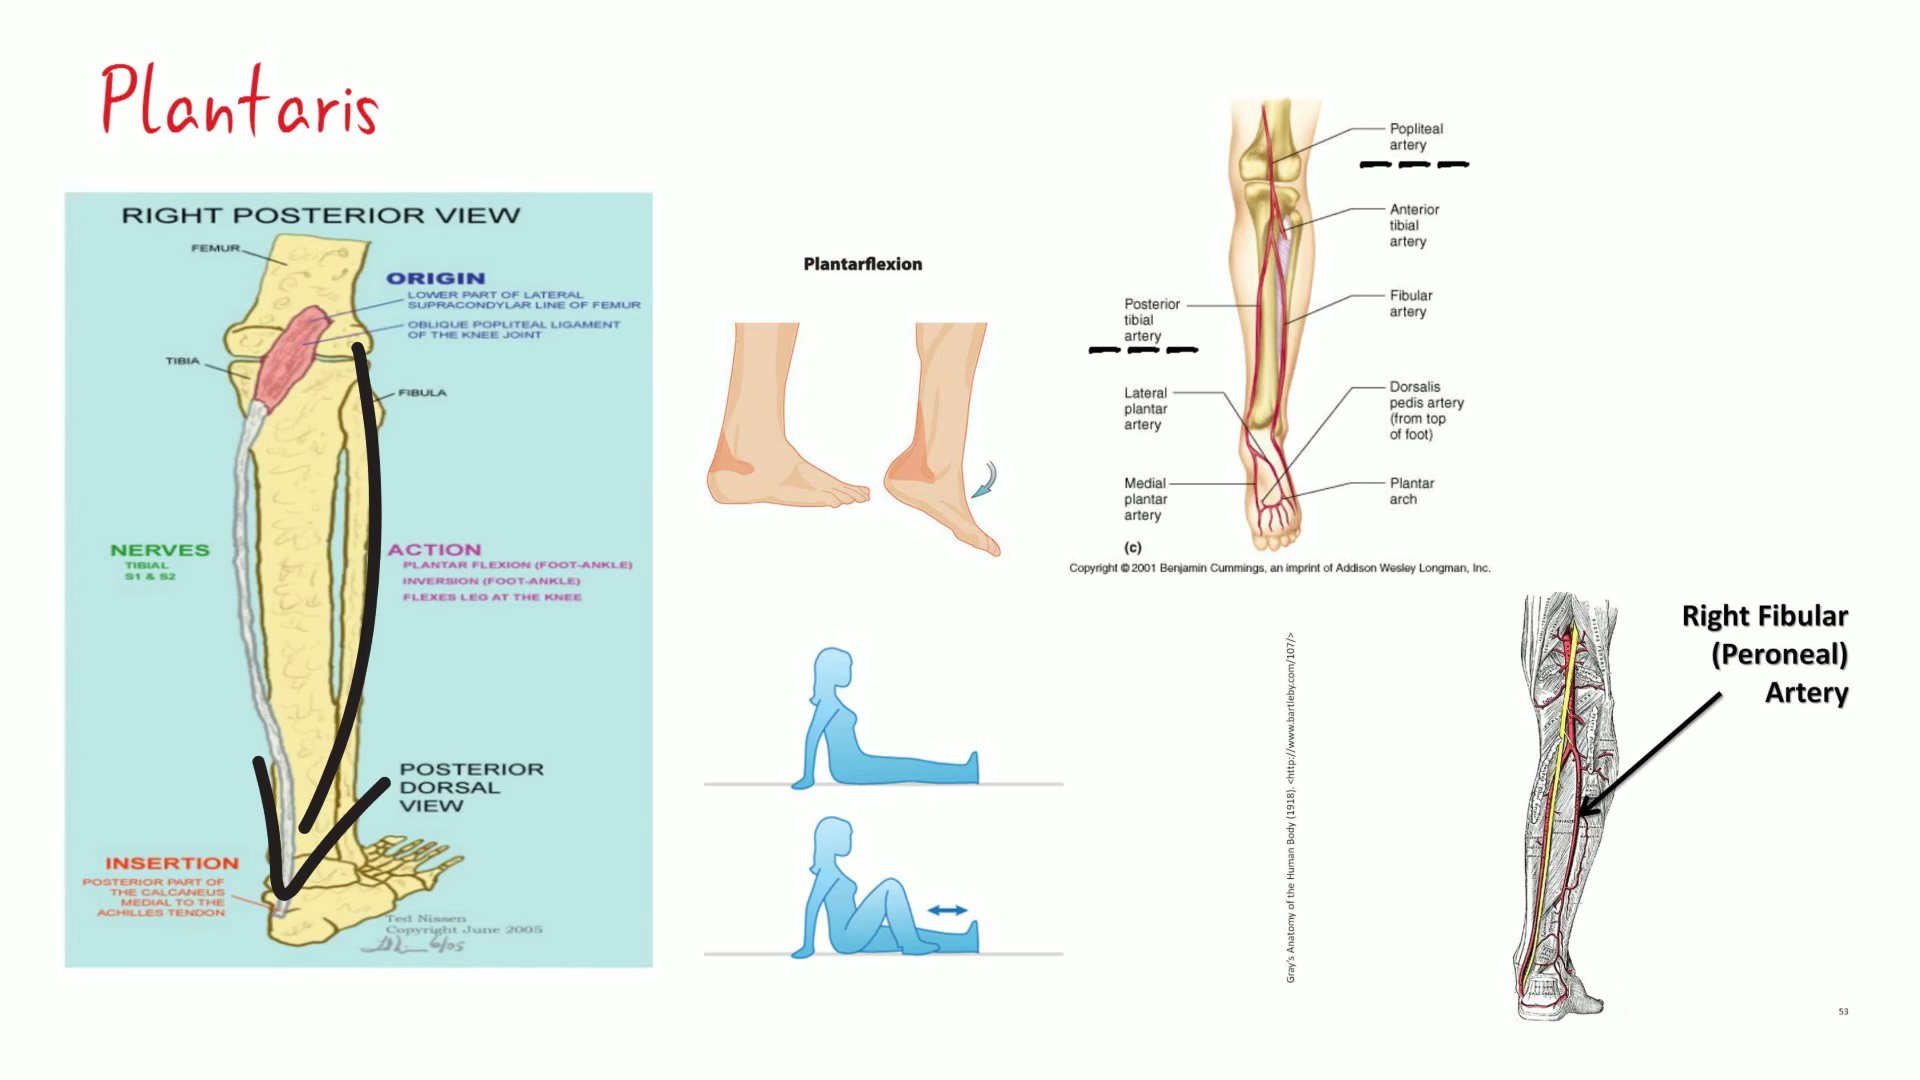 Plantaris
RIGHT POSTERIOR VIEW
FEMUR
ORIGIN
LOWER PART OF LATERAL
SUPRACONDYLAR LINE OF FEMUR
OBLIQUE POPLITEAL LIGAMENT
OF THE KNEE JOINT
TIBIA
FIBULA
NERVES
TIBIAL
S1 & S2
ACTION
PLANTAR FLEXION (FOOT-ANKLE)
INVERSION (FOOT-ANKLE)
FLEXES LEG AT THE KNEE
POSTERIOR
DORSAL
VIEW
INSERTION
POSTERIOR PART OF
THE CALCANEUS
MEDIAL TO THE
ACHILLES TENDON
Ted Nissen
Copyright June 2005
6/05
Plantarflexion
Popliteal
artery
Anterior
tibial
artery
Fibular
artery
Posterior
tibial
artery
Lateral
plantar
artery
Dorsalis
pedis artery
(from top
of foot)
Medial
plantar
artery
Plantar
arch
(c)
Copyright © 2001 Benjamin Cummings, an imprint of Addison Wesley Longman, Inc.
Gray's Anatomy of the Human Body (1918). <http://www.bartleby.com/107/>
Right Fibular
(Peroneal)
Artery
53